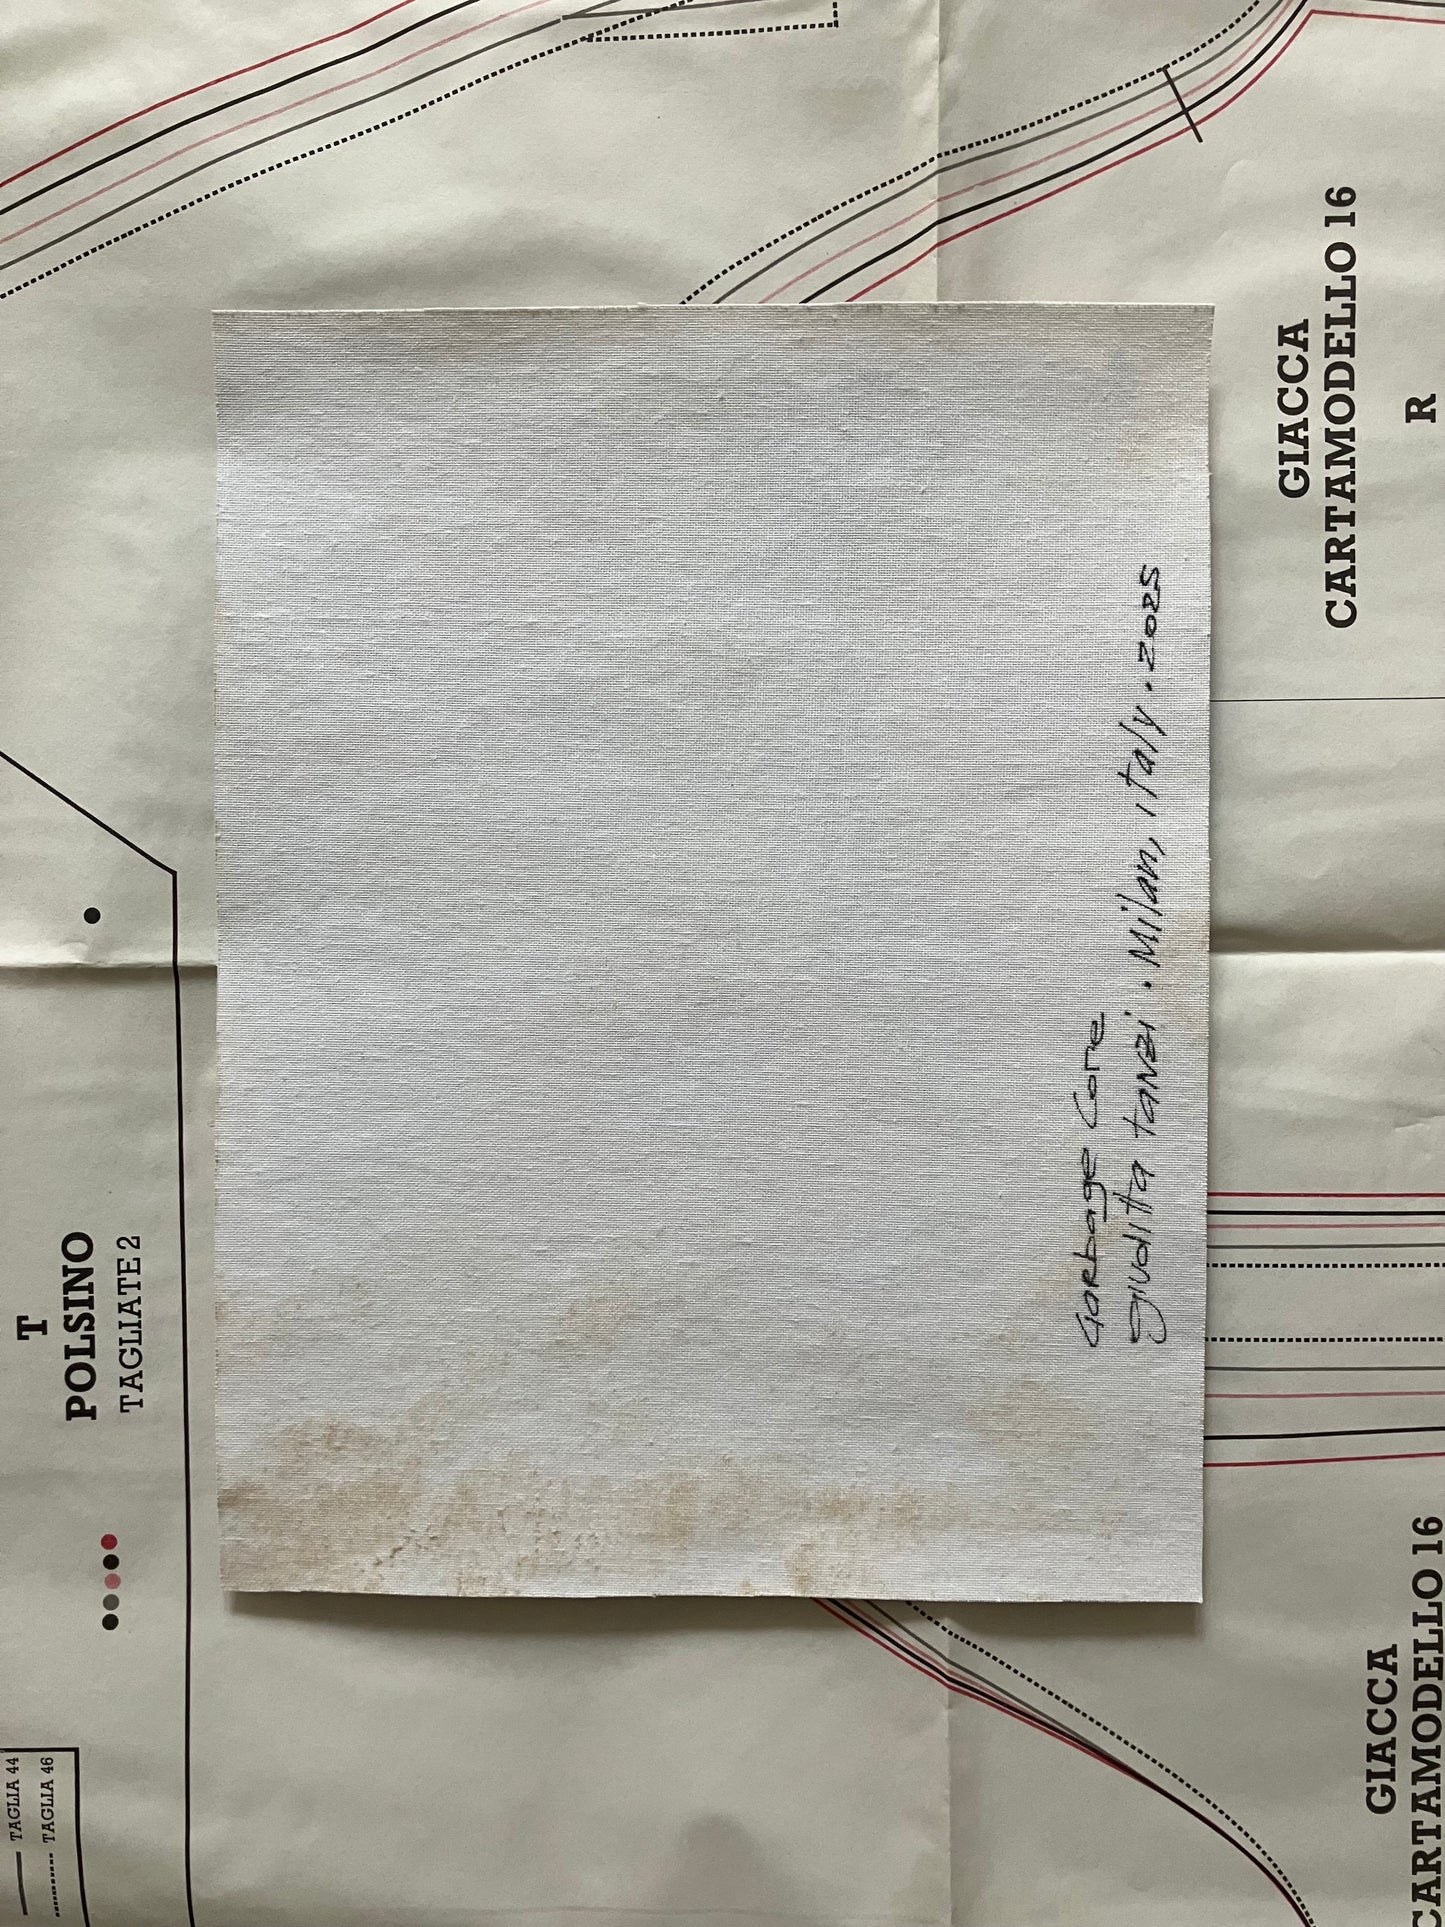 Garbage Core
giuditta tanzi · Milan, italy · 2025
T
POLSINO
TAGLIATE 2
TAGLIA 44
TAGLIA 46
GIACCA
CARTAMODELLO 16
R
GIACCA
CARTAMODELLO 16